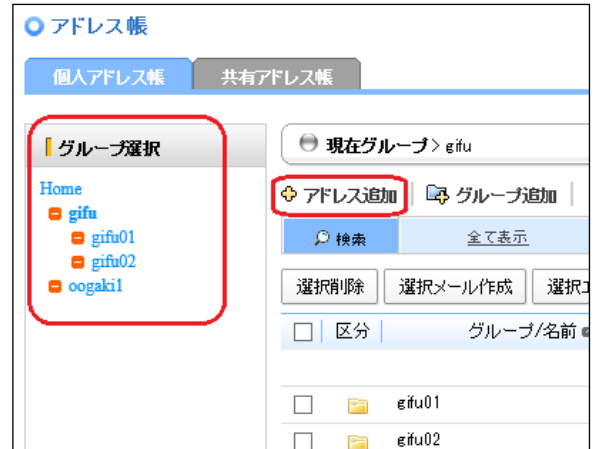 アドレス帳
個人アドレス帳 共有アドレス帳
グループ選択
Home
gifu
gifu01
gifu02
oogaki1
現在グループ > gifu
アドレス追加 グループ追加
検索 全て表示
選択削除 選択メール作成 選択
区分 グループ/名前
gifu01
gifu02